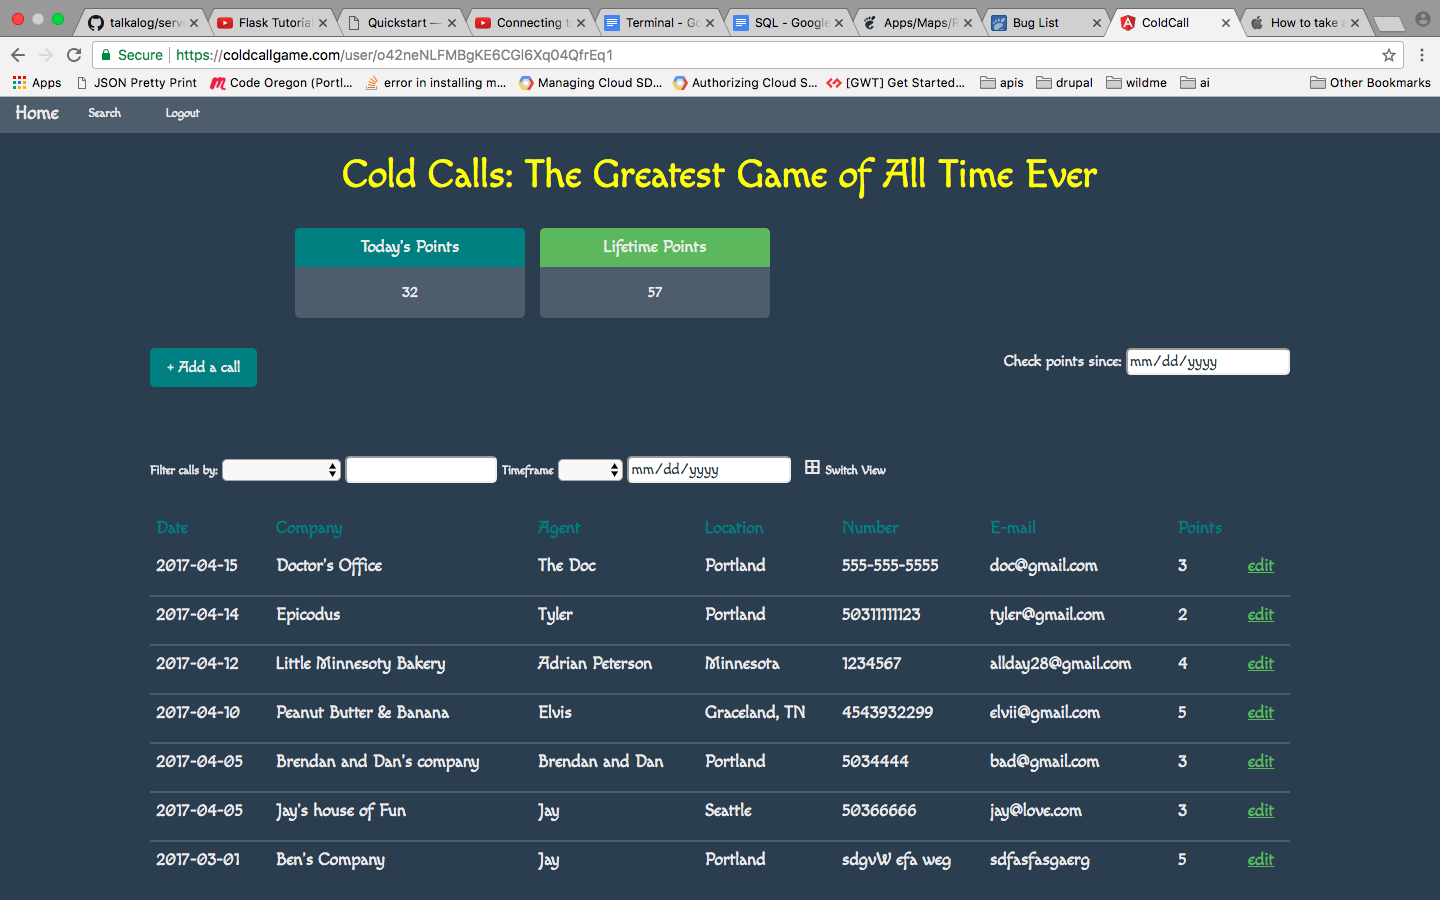 talkalog/serve
Flask Tutorial
Quickstart —
Connecting to
Terminal - Go
SQL - Google
Apps/Maps/R
Bug List
ColdCall
How to take a
Secure https://coldcallgame.com/user/o42neNLFMBgKE6CGl6Xq04QfrEq1
Apps JSON Pretty Print Code Oregon (Portl... error in installing m... Managing Cloud SD... Authorizing Cloud S... [GWT] Get Started... apis drupal wildme ai Other Bookmarks
Home Search Logout
Cold Calls: The Greatest Game of All Time Ever
Today's Points Lifetime Points
32 57
+ Add a call Check points since: mm/dd/yyyy
Filter calls by: Timeframe mm/dd/yyyy Switch View
Date Company Agent Location Number E-mail Points
2017-04-15 Doctor's Office The Doc Portland 555-555-5555 doc@gmail.com 3 edit
2017-04-14 Epicodus Tyler Portland 50311111123 tyler@gmail.com 2 edit
2017-04-12 Little Minnesoty Bakery Adrian Peterson Minnesota 1234567 allday28@gmail.com 4 edit
2017-04-10 Peanut Butter & Banana Elvis Graceland, TN 4543932299 elvii@gmail.com 5 edit
2017-04-05 Brendan and Dan's company Brendan and Dan Portland 5034444 bad@gmail.com 3 edit
2017-04-05 Jay's house of Fun Jay Seattle 50366666 jay@love.com 3 edit
2017-03-01 Ben's Company Jay Portland sdgvW efa weg sdfasfasgaerg 5 edit